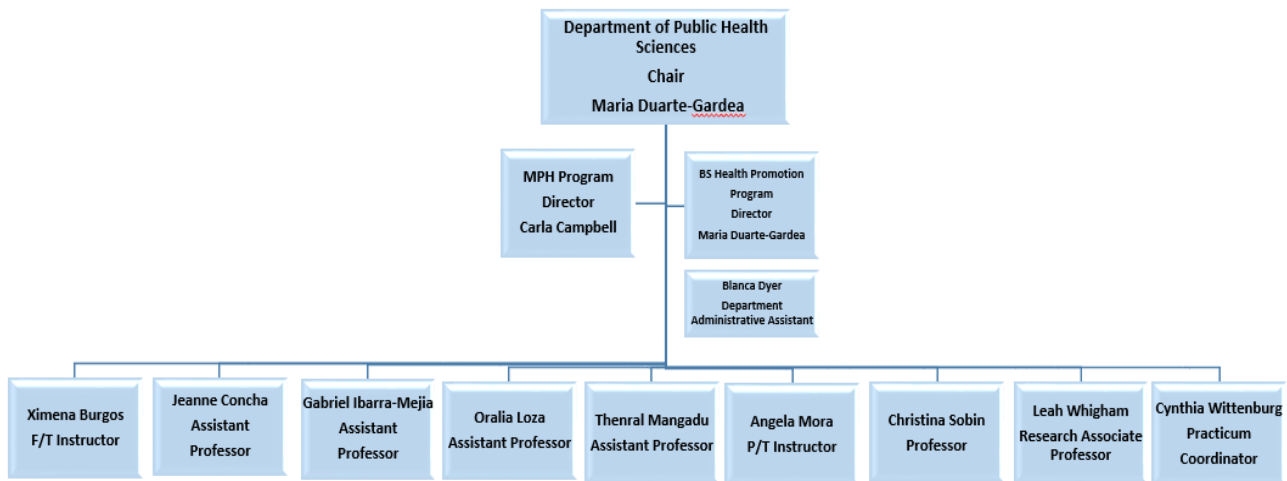 Department of Public Health
Sciences
Chair
Maria Duarte-Gardea
MPH Program
Director
Carla Campbell
BS Health Promotion
Program
Director
Maria Duarte-Gardea
Blanca Dyer
Department
Administrative Assistant
Ximena Burgos
F/T Instructor
Jeanne Concha
Assistant
Professor
Gabriel Ibarra-Mejia
Assistant
Professor
Oralia Loza
Assistant Professor
Thenral Mangadu
Assistant Professor
Angela Mora
P/T Instructor
Christina Sobin
Professor
Leah Whigham
Research Associate
Professor
Cynthia Wittenburg
Practicum
Coordinator